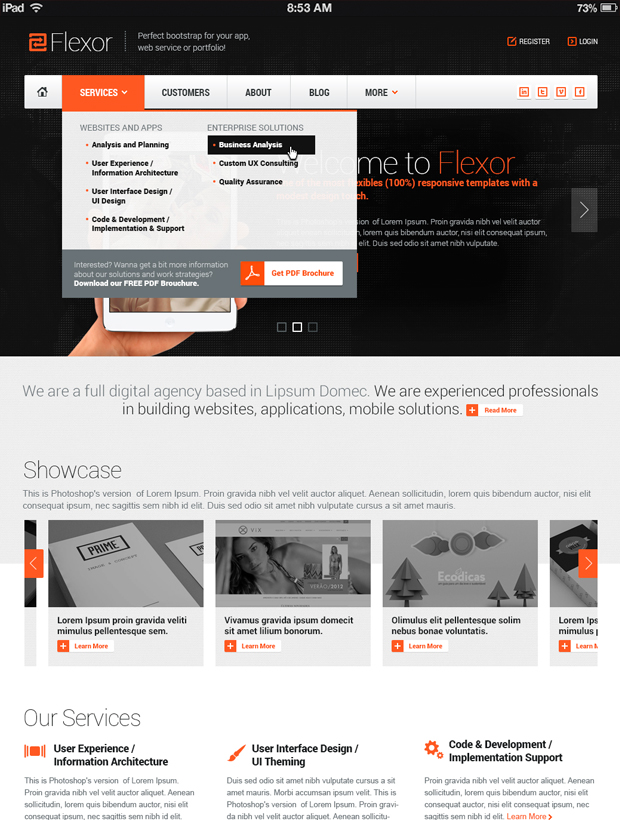 iPad 8:53 AM 73%
Flexor
Perfect bootstrap for your app,
web service or portfolio!
REGISTER LOGIN
SERVICES CUSTOMERS ABOUT BLOG MORE
WEBSITES AND APPS
Analysis and Planning
User Experience /
Information Architecture
User Interface Design /
UI Design
Code & Development /
Implementation & Support
ENTERPRISE SOLUTIONS
Business Analysis
Custom UX Consulting
Quality Assurance
Interested? Wanna get a bit more information
about our solutions and work strategies?
Download our FREE PDF Brouchure.
Get PDF Brochure
to Flexor
(100%) responsive templates with a
version of Lorem Ipsum. Proin gravida nibh vel velit auctor
lorem quis bibendum auctor, nisi elit consequat ipsum,
elit. Duis sed odio sit amet nibh vulputate.
We are a full digital agency based in Lipsum Domec. We are experienced professionals
in building websites, applications, mobile solutions. Read More
Showcase
This is Photoshop's version of Lorem Ipsum. Proin gravida nibh vel velit auctor aliquet. Aenean sollicitudin, lorem quis bibendum auctor, nisi elit
consequat ipsum, nec sagittis sem nibh id elit. Duis sed odio sit amet nibh vulputate cursus a sit amet mauris.
PRIME
Lorem Ipsum proin gravida veliti
mimulus pellentesque sem.
Learn More
VIX
VERÃO/2013
Vivamus gravida ipsum domecit
sit amet lilium bonorum.
Learn More
Ecodicas
Olimulus elit pellentesque solim
nebus bonae voluntatis.
Learn More
Lorem Ips
mimulus p
Learn M
Our Services
User Experience /
Information Architecture
This is Photoshop's version of Lorem Ipsum.
Proin gravida nibh vel velit auctor aliquet. Aenean
sollicitudin, lorem quis bibendum auctor, nisi elit
consequat ipsum, nec sagittis sem nibh id elit.
User Interface Design /
UI Theming
Duis sed odio sit amet nibh vulputate cursus a sit
amet mauris. Morbi accumsan ipsum velit. This is
Photoshop's version of Lorem Ipsum. Proin gravi-
da nibh vel velit auctor aliquet. Aenean sollicitu-
Code & Development /
Implementation Support
Proin gravida nibh vel velit auctor aliquet. Aenean
sollicitudin, lorem quis bibendum auctor, nisi elit
consequat ipsum, nec sagittis sem nibh id elit
consequat auctor, elit. Learn More